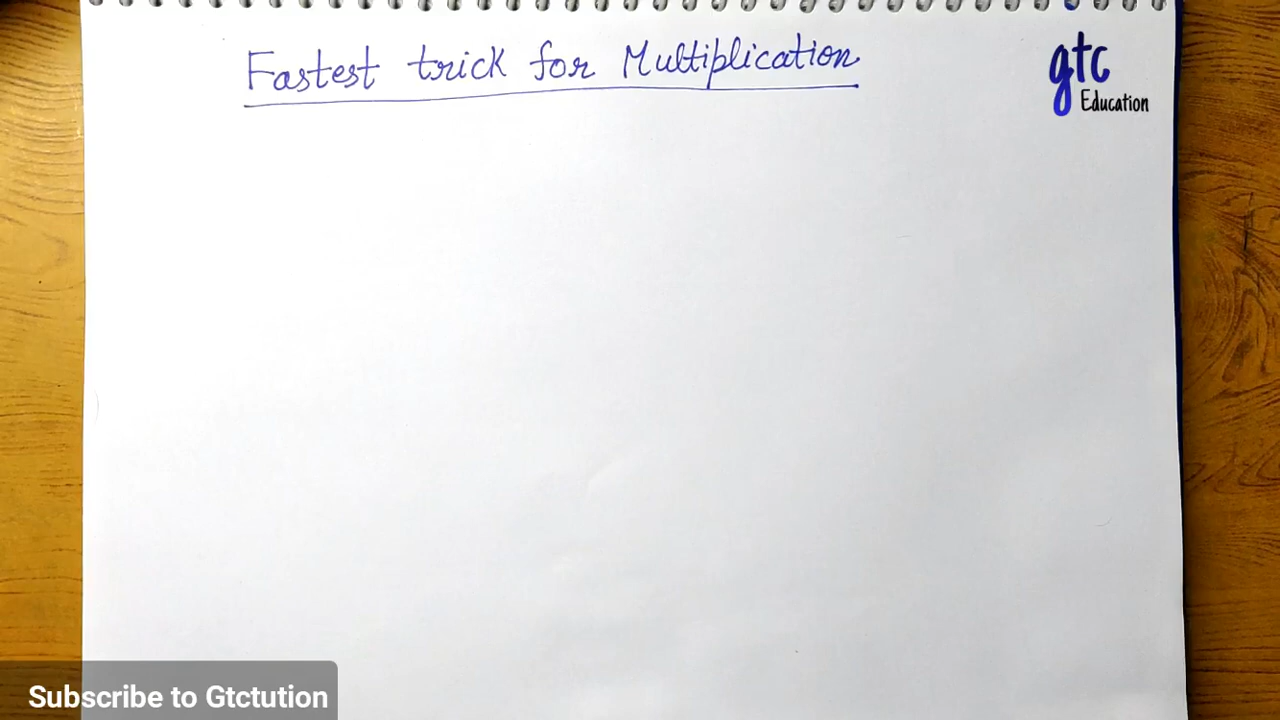 Fastest trick for Multiplication
gtc
Education
Subscribe to Gtctution